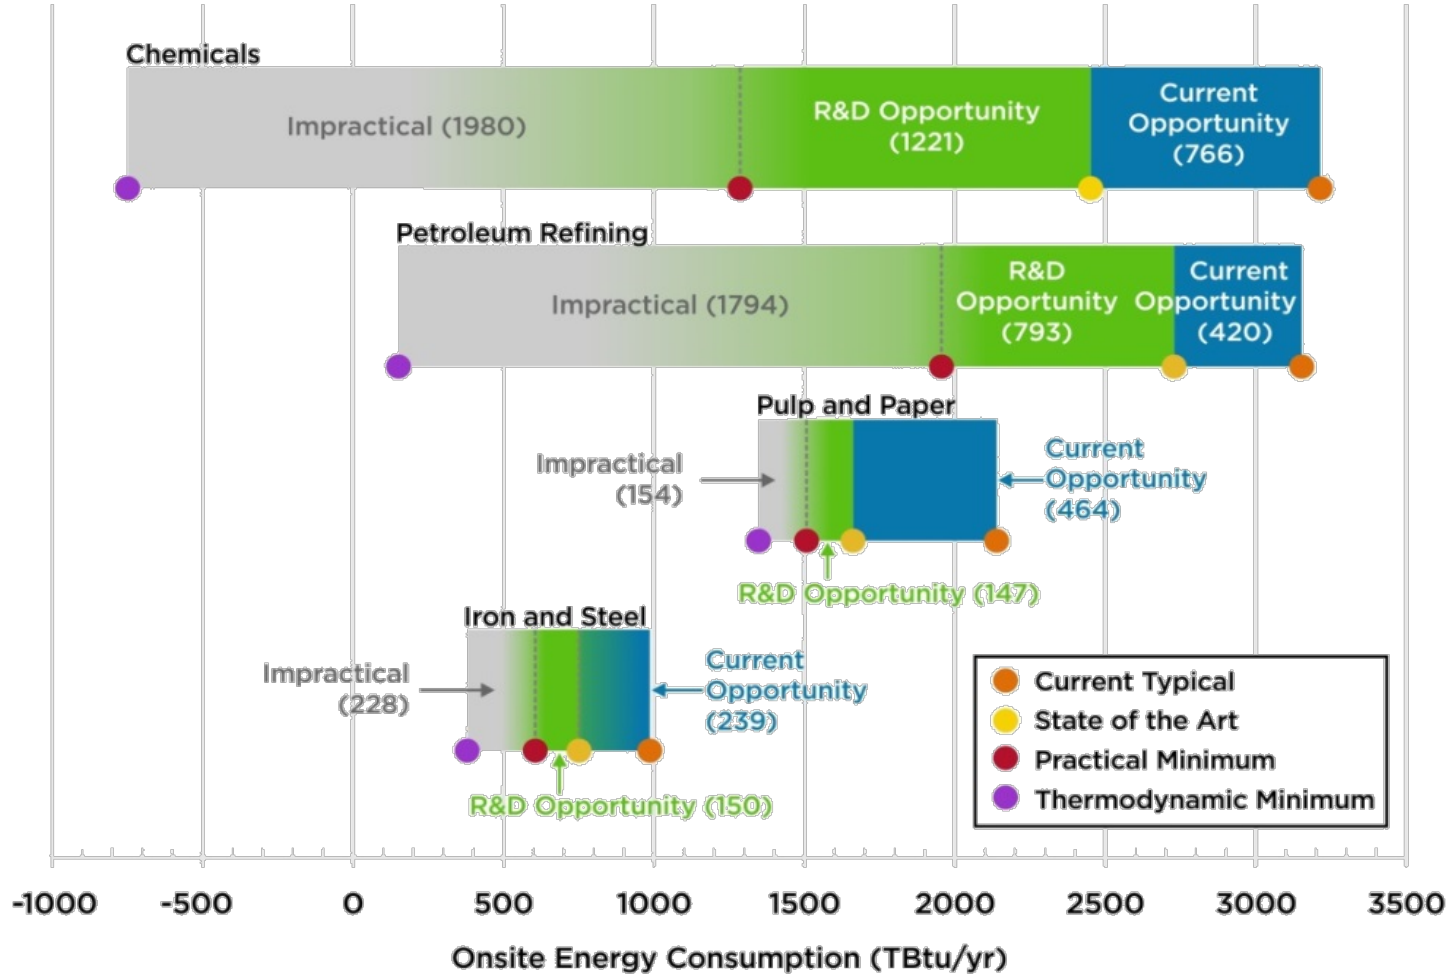 Chemicals
Impractical (1980)
R&D Opportunity
(1221)
Current
Opportunity
(766)
Petroleum Refining
Impractical (1794)
R&D
Opportunity
(793)
Current
Opportunity
(420)
Pulp and Paper
Impractical
(154)
Current
Opportunity
(464)
R&D Opportunity (147)
Iron and Steel
Impractical
(228)
Current
Opportunity
(239)
R&D Opportunity (150)
Current Typical
State of the Art
Practical Minimum
Thermodynamic Minimum
-1000 -500 0 500 1000 1500 2000 2500 3000 3500
Onsite Energy Consumption (TBtu/yr)